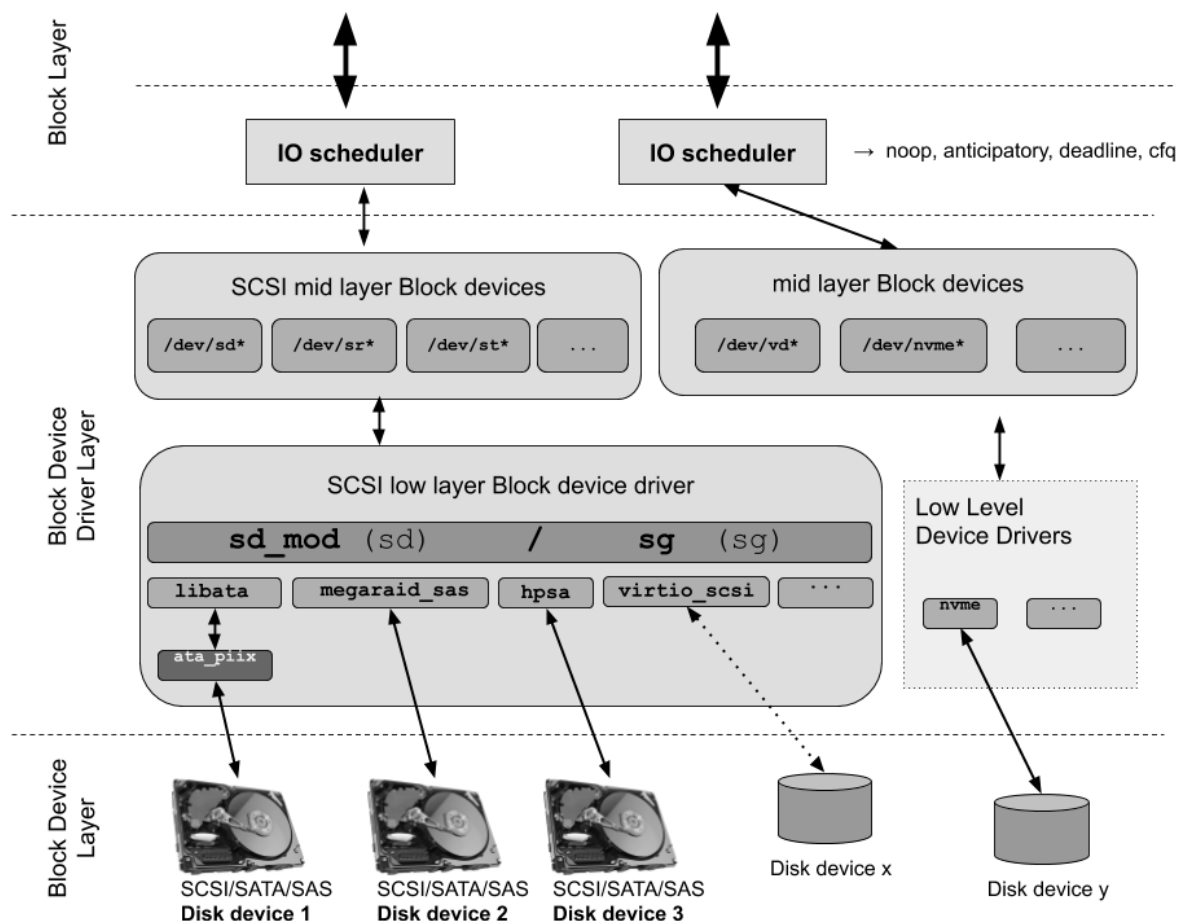 Block Layer
IO scheduler
IO scheduler
→ noop, anticipatory, deadline, cfq
Block Device
Driver Layer
SCSI mid layer Block devices
/dev/sd*
/dev/sr*
/dev/st*
...
mid layer Block devices
/dev/vd*
/dev/nvme*
...
SCSI low layer Block device driver
sd_mod (sd) / sg (sg)
libata
megaraid_sas
hpsa
virtio_scsi
...
ata_piix
Low Level
Device Drivers
nvme
...
Block Device
Layer
SCSI/SATA/SAS
Disk device 1
SCSI/SATA/SAS
Disk device 2
SCSI/SATA/SAS
Disk device 3
Disk device x
Disk device y